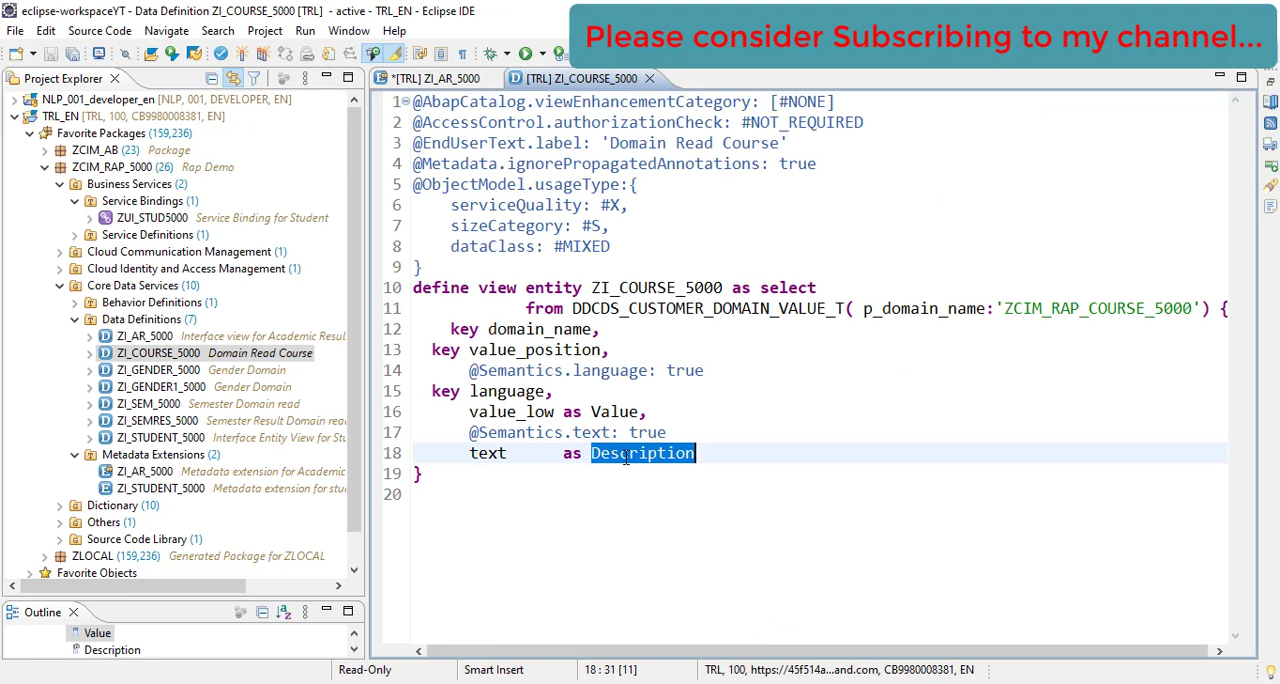 eclipse-workspaceYT - Data Definition ZI_COURSE_5000 [TRL] - active - TRL_EN - Eclipse IDE
Please consider Subscribing to my channel...
File Edit Source Code Navigate Search Project Run Window Help
Project Explorer
*[TRL] ZI_AR_5000
[TRL] ZI_COURSE_5000
NLP_001_developer_en [NLP, 001, DEVELOPER, EN]
TRL_EN [TRL, 100, CB9980008381, EN]
Favorite Packages (159,236)
ZCIM_AB (23) Package
ZCIM_RAP_5000 (26) Rap Demo
Business Services (2)
Service Bindings (1)
ZUI_STUD5000 Service Binding for Student
Service Definitions (1)
Cloud Communication Management (1)
Cloud Identity and Access Management (1)
Core Data Services (10)
Behavior Definitions (1)
Data Definitions (7)
ZI_AR_5000 Interface view for Academic Resul
ZI_COURSE_5000 Domain Read Course
ZI_GENDER_5000 Gender Domain
ZI_GENDER1_5000 Gender Domain
ZI_SEM_5000 Semester Domain read
ZI_SEMRES_5000 Semester Result Domain read
ZI_STUDENT_5000 Interface Entity View for St
Metadata Extensions (2)
ZI_AR_5000 Metadata extension for Academic
ZI_STUDENT_5000 Metadata extension for stud
Dictionary (10)
Others (1)
Source Code Library (1)
ZLOCAL (159,236) Generated Package for ZLOCAL
Favorite Objects
1 @AbapCatalog.viewEnhancementCategory: [#NONE]
2 @AccessControl.authorizationCheck: #NOT_REQUIRED
3 @EndUserText.label: 'Domain Read Course'
4 @Metadata.ignorePropagatedAnnotations: true
5 @ObjectModel.usageType:{
6 serviceQuality: #X,
7 sizeCategory: #S,
8 dataClass: #MIXED
9 }
10 define view entity ZI_COURSE_5000 as select
11 from DDCDS_CUSTOMER_DOMAIN_VALUE_T( p_domain_name:'ZCIM_RAP_COURSE_5000') {
12 key domain_name,
13 key value_position,
14 @Semantics.language: true
15 key language,
16 value_low as Value,
17 @Semantics.text: true
18 text as Description
19 }
20
Outline
Value
Description
Read-Only
Smart Insert
18 : 31 [11]
TRL, 100, https://45f514a...and.com, CB9980008381, EN